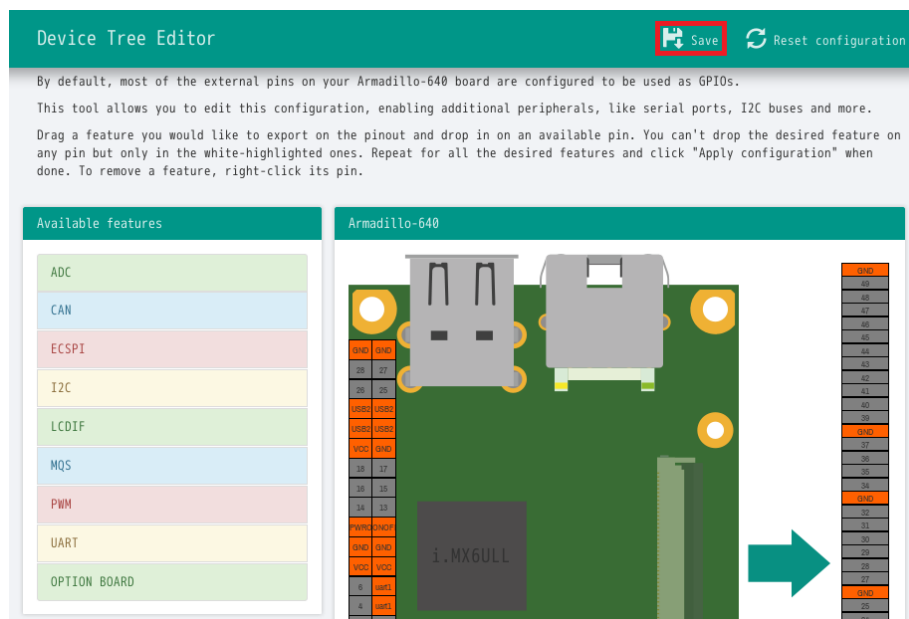 Device Tree Editor
Save
Reset configuration
By default, most of the external pins on your Armadillo-640 board are configured to be used as GPIOs.
This tool allows you to edit this configuration, enabling additional peripherals, like serial ports, I2C buses and more.
Drag a feature you would like to export on the pinout and drop in on an available pin. You can't drop the desired feature on
any pin but only in the white-highlighted ones. Repeat for all the desired features and click "Apply configuration" when
done. To remove a feature, right-click its pin.
Available features
ADC
CAN
ECSPI
I2C
LCDIF
MQS
PWM
UART
OPTION BOARD
Armadillo-640
GND GND
28 27
26 25
USB2 USB2
USB2 USB2
VCC GND
18 17
16 15
14 13
PWRO ONOF
GND GND
VCC VCC
6 uart1
4 uart1
i.MX6ULL
GND
49
48
47
46
45
44
43
42
41
40
39
GND
37
36
35
34
GND
32
31
30
29
28
27
GND
25